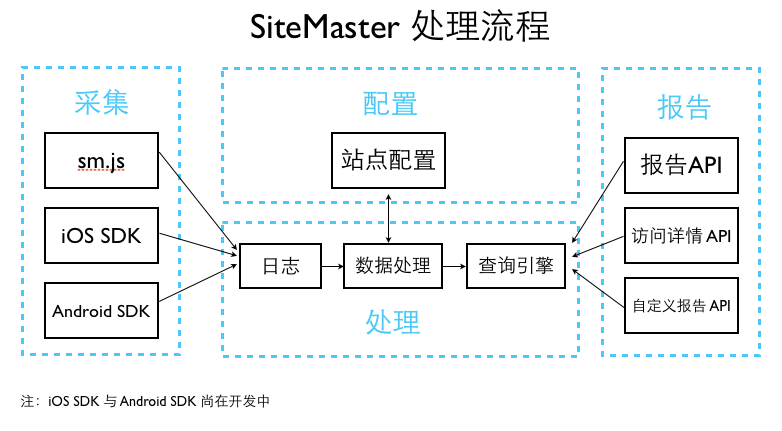 SiteMaster 处理流程
采集
sm.js
iOS SDK
Android SDK
配置
站点配置
日志
数据处理
查询引擎
处理
报告
报告API
访问详情 API
自定义报告 API
注：iOS SDK 与 Android SDK 尚在开发中